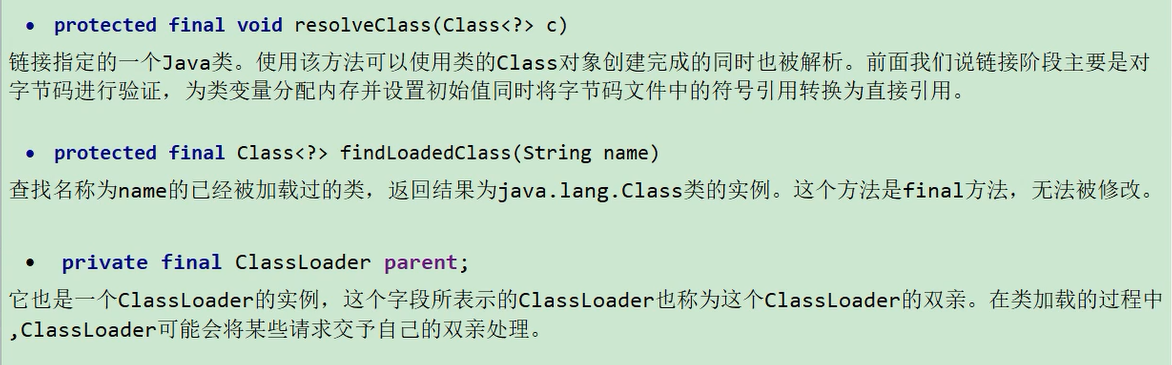 • protected final void resolveClass(Class<?> c)
链接指定的一个Java类。使用该方法可以使用类的Class对象创建完成的同时也被解析。前面我们说链接阶段主要是对
字节码进行验证，为类变量分配内存并设置初始值同时将字节码文件中的符号引用转换为直接引用。
• protected final Class<?> findLoadedClass(String name)
查找名称为name的已经被加载过的类，返回结果为java.lang.Class类的实例。这个方法是final方法，无法被修改。
• private final ClassLoader parent;
它也是一个ClassLoader的实例，这个字段所表示的ClassLoader也称为这个ClassLoader的双亲。在类加载的过程中
,ClassLoader可能会将某些请求交予自己的双亲处理。